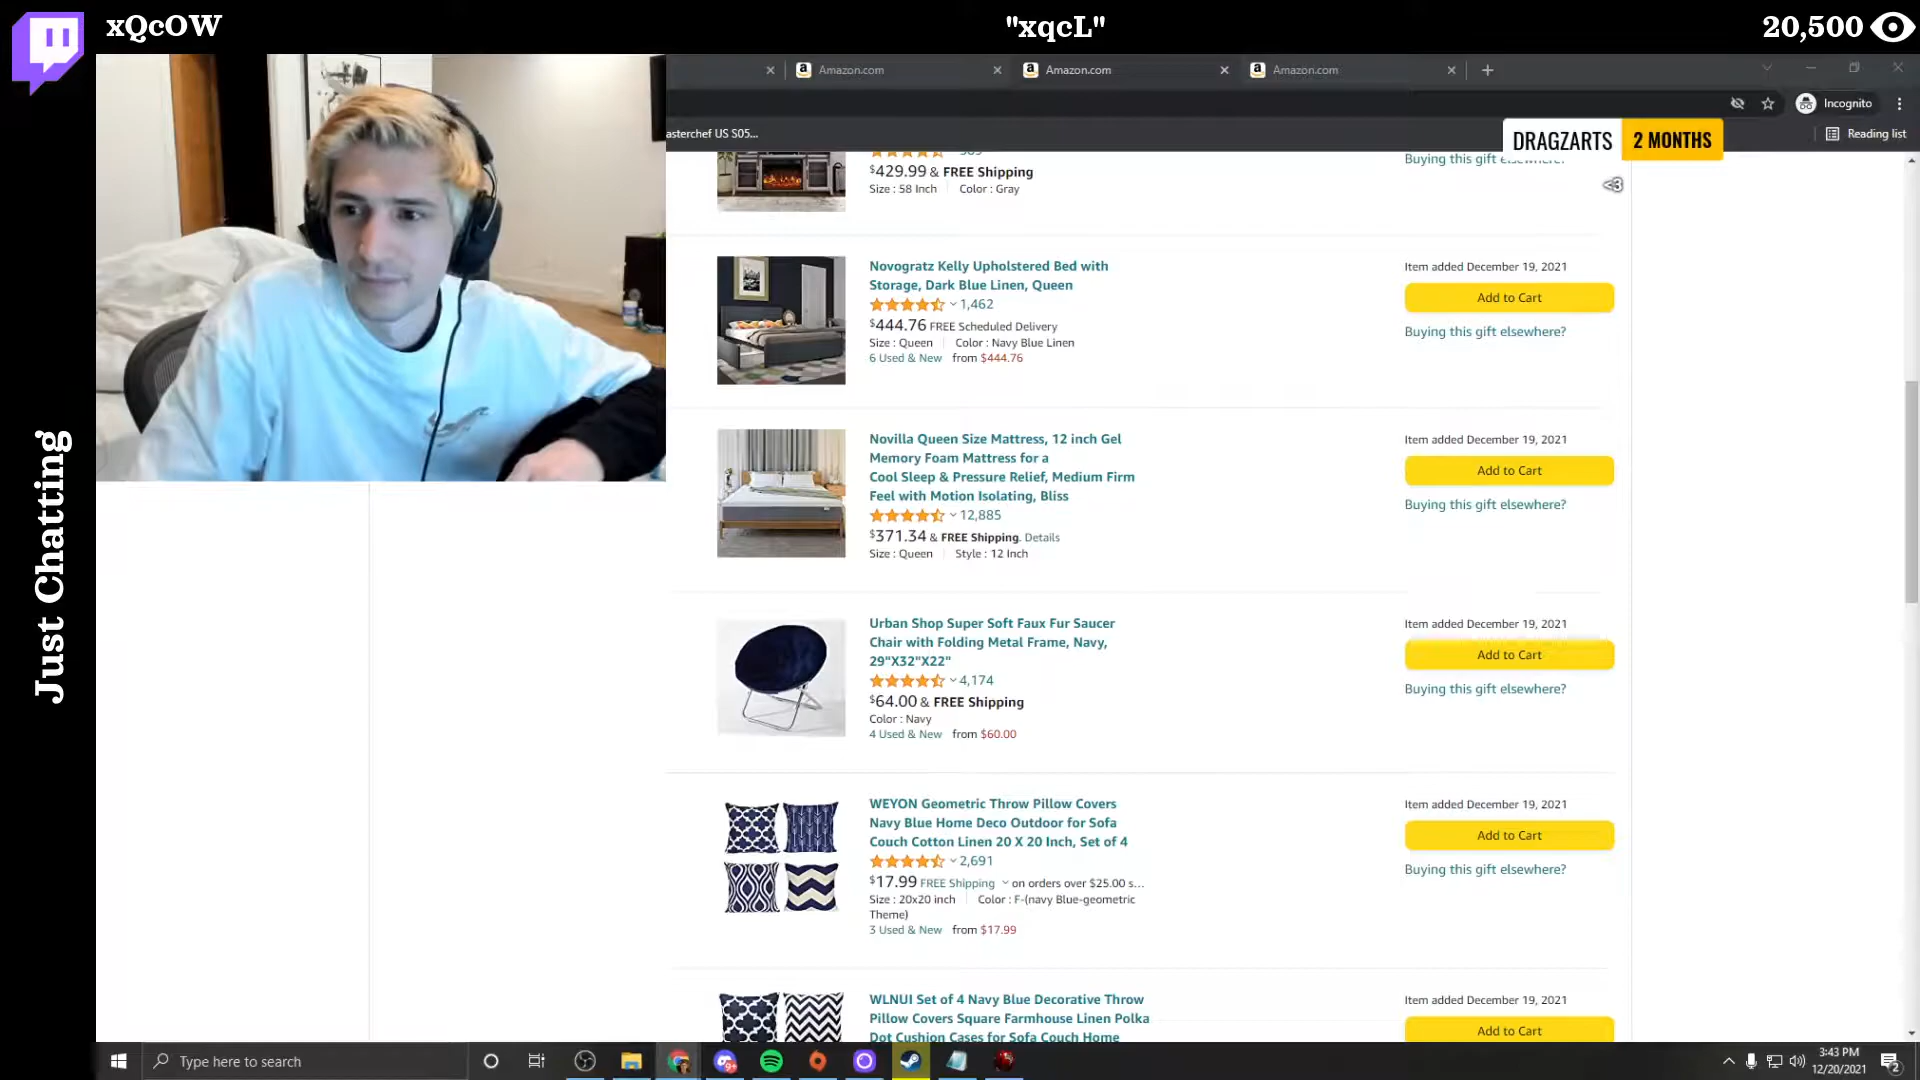 xQcOW
"xqcL"
20,500
Just Chatting
Amazon.com
Amazon.com
Amazon.com
Incognito
asterchef US S05...
Reading list
DRAGZARTS 2 MONTHS
<3
$429.99 & FREE Shipping
Size : 58 Inch Color : Gray
Buying this gift elsewhere?
Novogratz Kelly Upholstered Bed with
Storage, Dark Blue Linen, Queen
1,462
$444.76 FREE Scheduled Delivery
Size : Queen Color : Navy Blue Linen
6 Used & New from $444.76
Item added December 19, 2021
Add to Cart
Buying this gift elsewhere?
Novilla Queen Size Mattress, 12 inch Gel
Memory Foam Mattress for a
Cool Sleep & Pressure Relief, Medium Firm
Feel with Motion Isolating, Bliss
12,885
$371.34 & FREE Shipping. Details
Size : Queen Style : 12 Inch
Item added December 19, 2021
Add to Cart
Buying this gift elsewhere?
Urban Shop Super Soft Faux Fur Saucer
Chair with Folding Metal Frame, Navy,
29"X32"X22"
4,174
$64.00 & FREE Shipping
Color : Navy
4 Used & New from $60.00
Item added December 19, 2021
Add to Cart
Buying this gift elsewhere?
WEYON Geometric Throw Pillow Covers
Navy Blue Home Deco Outdoor for Sofa
Couch Cotton Linen 20 X 20 Inch, Set of 4
2,691
$17.99 FREE Shipping on orders over $25.00 s...
Size : 20x20 inch Color : F-(navy Blue-geometric
Theme)
3 Used & New from $17.99
Item added December 19, 2021
Add to Cart
Buying this gift elsewhere?
WLNUI Set of 4 Navy Blue Decorative Throw
Pillow Covers Square Farmhouse Linen Polka
Dot Cushion Cases for Sofa Couch Home
Item added December 19, 2021
Add to Cart
Type here to search
3:43 PM
12/20/2021
2